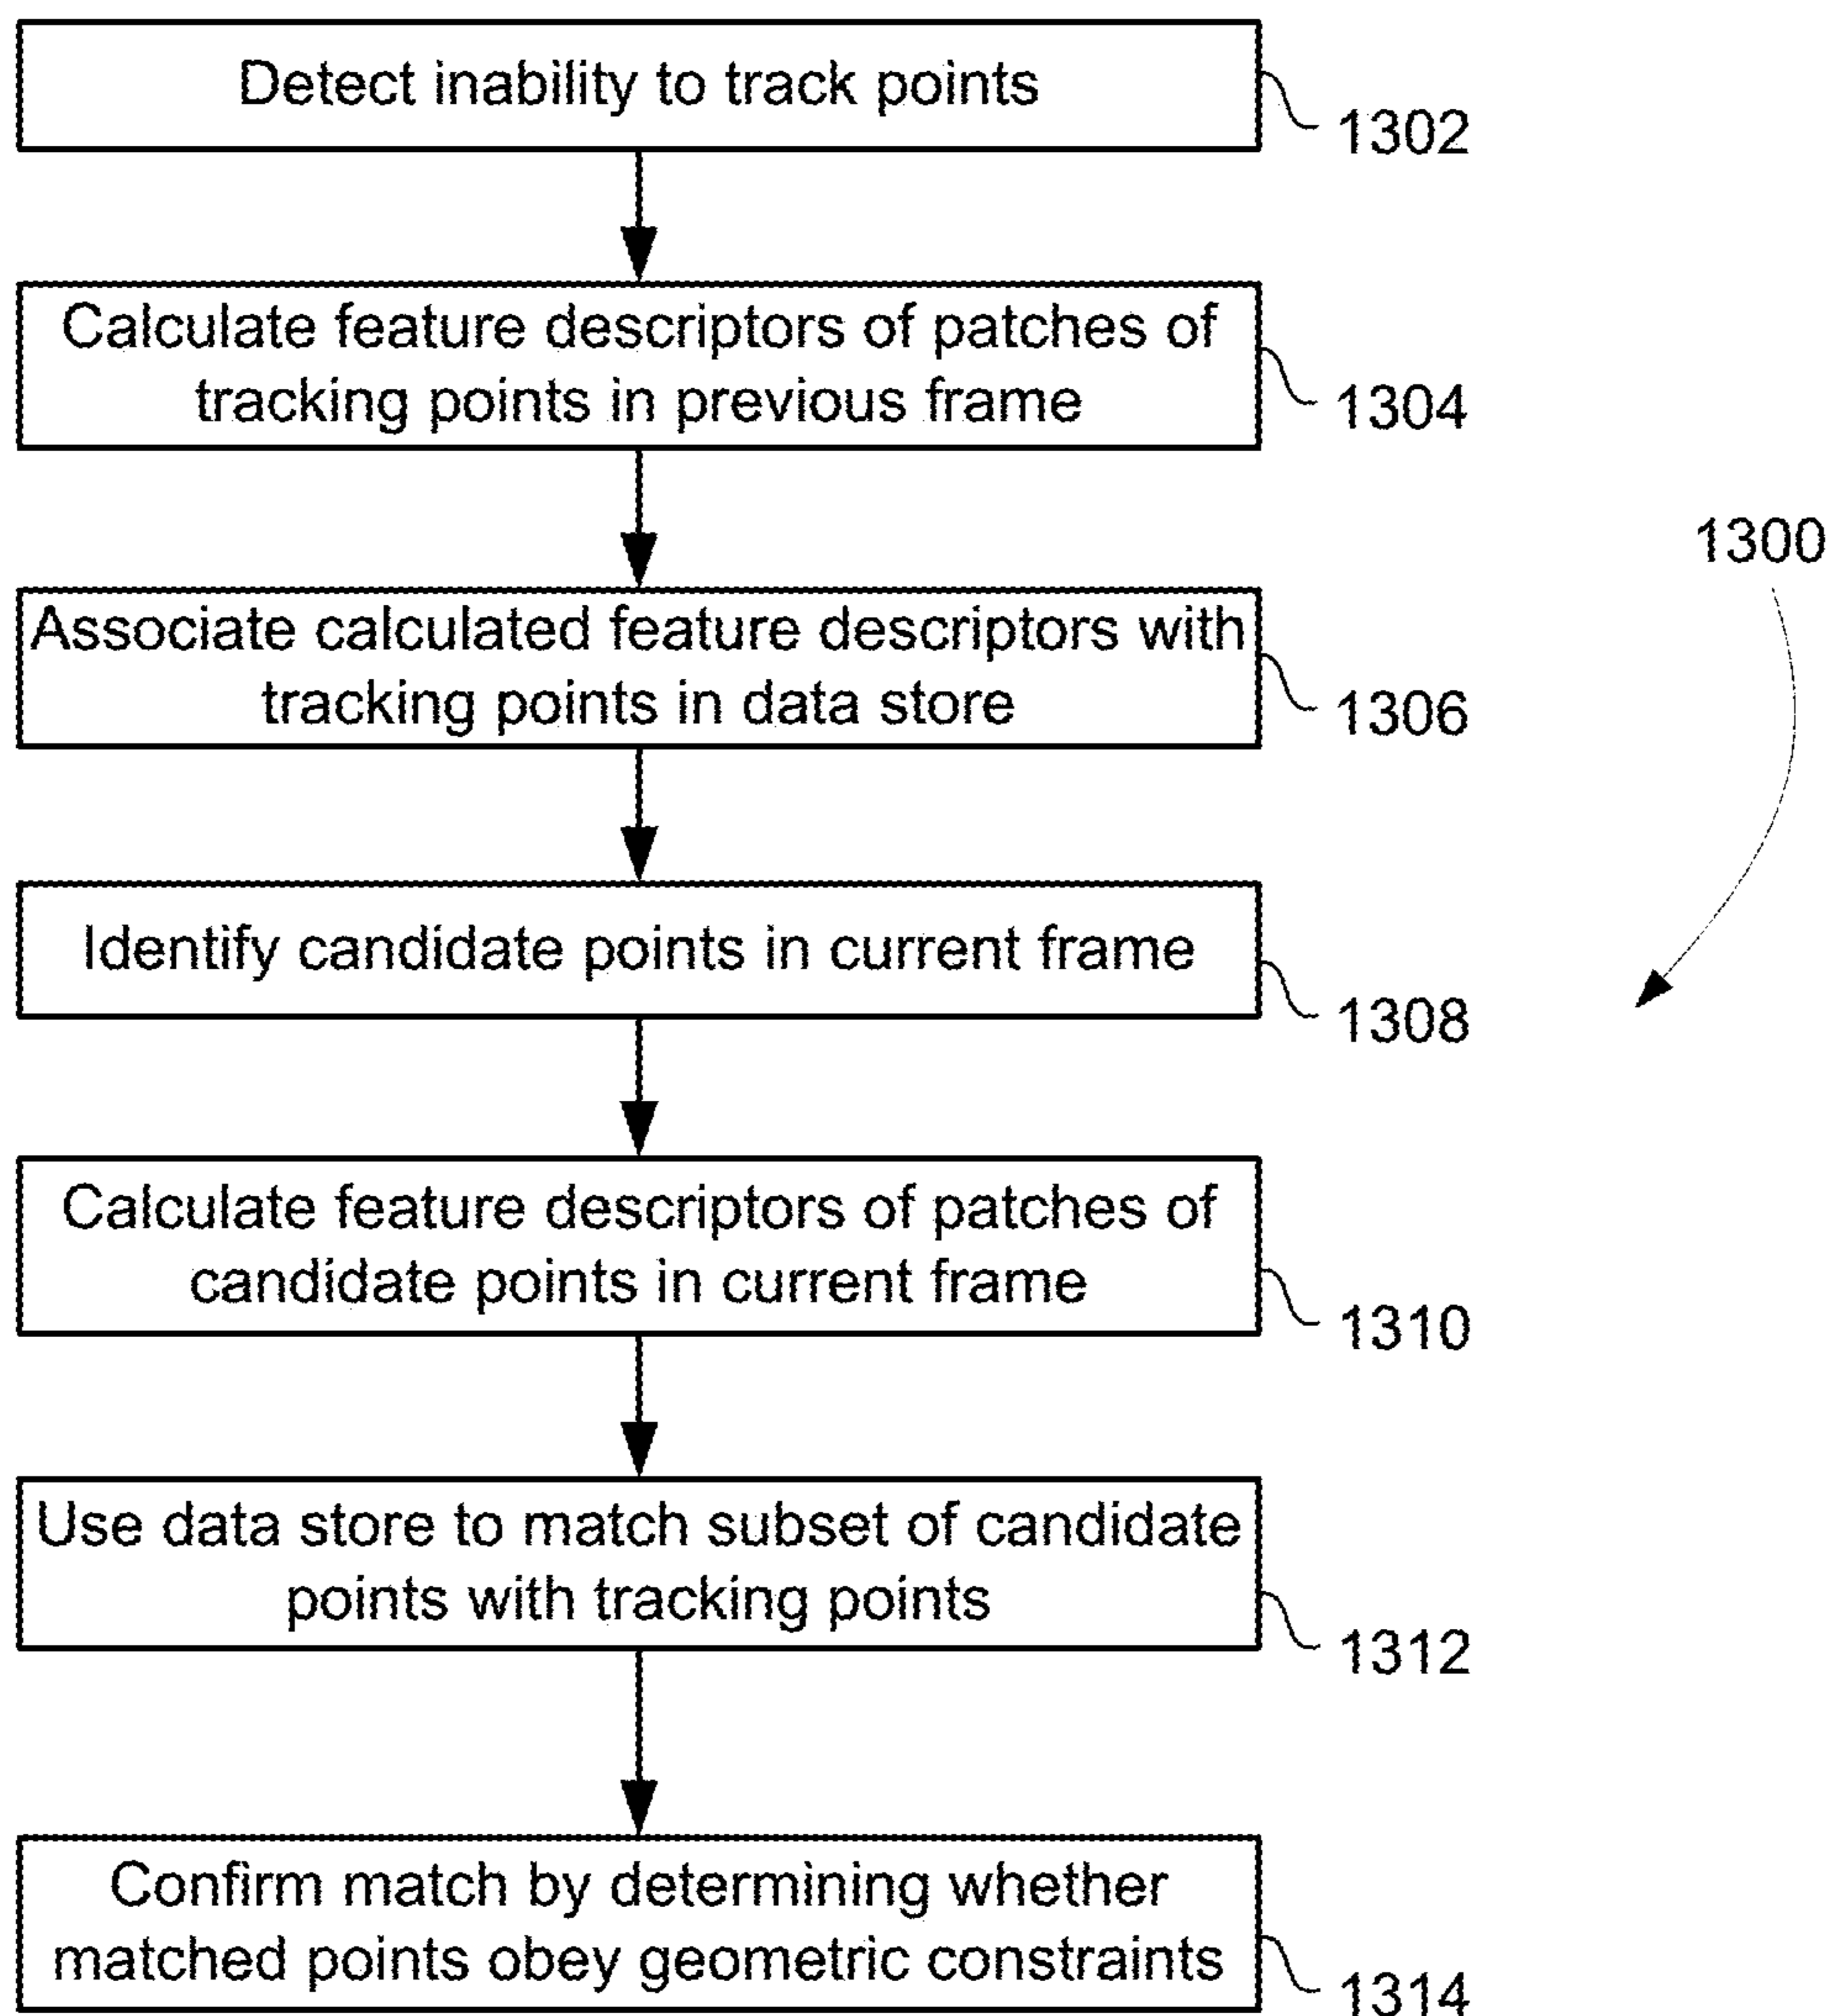 Detect inability to track points
1302
Calculate feature descriptors of patches of
tracking points in previous frame
1304
1300
Associate calculated feature descriptors with
tracking points in data store
1306
Identify candidate points in current frame
1308
Calculate feature descriptors of patches of
candidate points in current frame
1310
Use data store to match subset of candidate
points with tracking points
1312
Confirm match by determining whether
matched points obey geometric constraints
1314